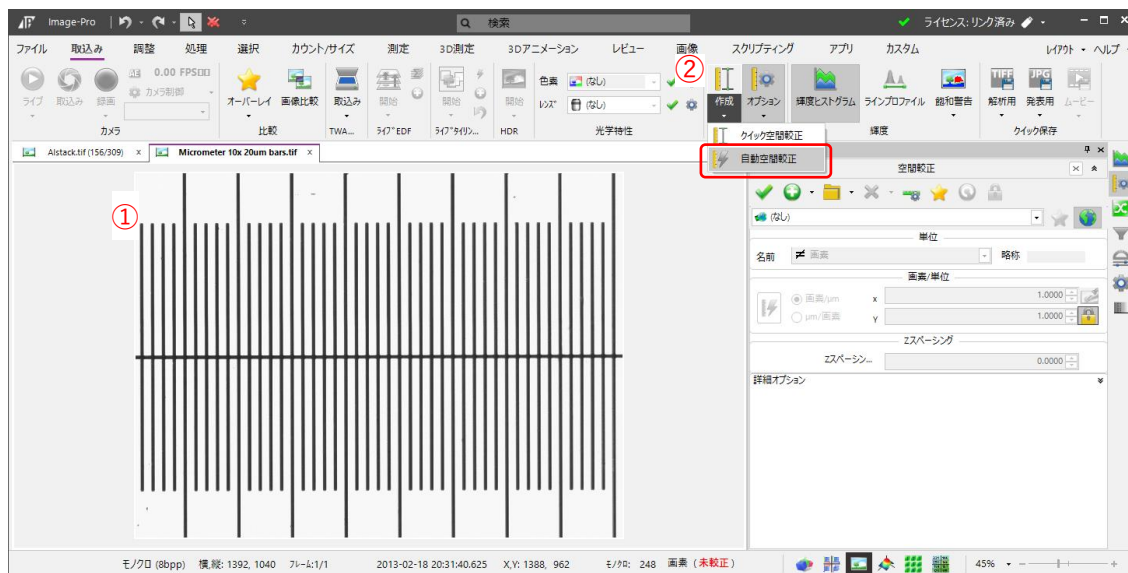 Image-Pro
検索
ライセンス: リンク済み
ファイル 取込み 調整 処理 選択 カウント/サイズ 測定 3D測定 3Dアニメーション レビュー 画像 スクリプティング アプリ カスタム レイアウト ヘルプ
②
ライブ 取込み 録画 0.00 FPS
カメラ制御
カメラ
オーバーレイ 画像比較
比較
取込み
TWA...
開始
ライブEDF
開始
ライブタイリン...
開始
HDR
色素 (なし)
レンズ (なし)
光学特性
作成 オプション 輝度ヒストグラム ラインプロファイル 飽和警告
輝度
解析用 発表用 ムービー
クイック保存
クイック空間較正
自動空間較正
AIstack.tif (156/309) x Micrometer 10x 20um bars.tif x
①
空間較正
(なし)
単位
名前 画素 略称
画素/単位
画素/μm x 1.0000
μm/画素 y 1.0000
Zスペーシング
Zスペーシン... 0.0000
詳細オプション
モノクロ (8bpp) 横,縦: 1392, 1040 フレーム:1/1 2013-02-18 20:31:40.625 X,Y: 1388, 962 モノクロ: 248 画素 (未較正) 45%